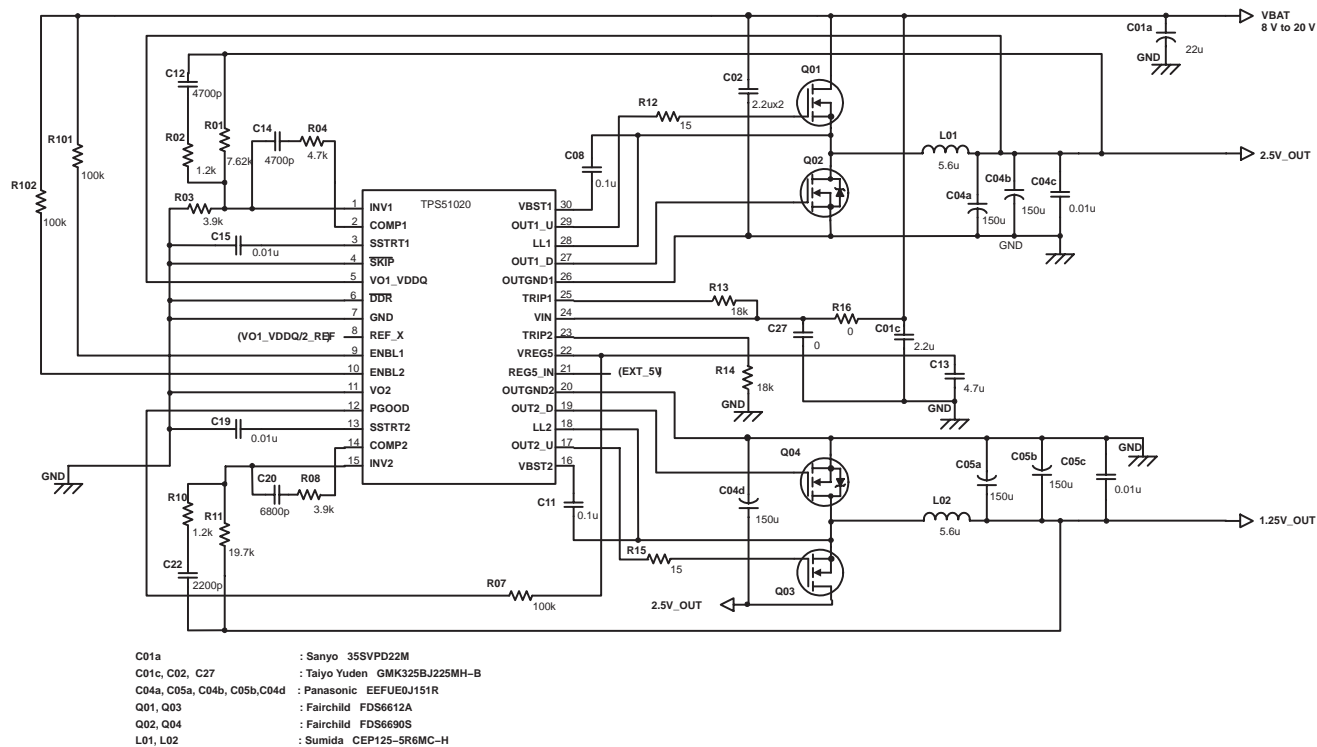 VBAT
8 V to 20 V
C01a
22u
GND
C12
4700p
R02
1.2k
R01
7.62k
C14
4700p
R04
4.7k
R101
100k
R102
100k
R03
3.9k
C15
0.01u
C02
2.2ux2
Q01
R12
15
C08
0.1u
Q02
L01
5.6u
2.5V_OUT
C04a
150u
C04b
150u
C04c
0.01u
GND
TPS51020
1 INV1
2 COMP1
3 SSTRT1
4 SKIP
5 VO1_VDDQ
6 DDR
7 GND
8 REF_X
9 ENBL1
10 ENBL2
11 VO2
12 PGOOD
13 SSTRT2
14 COMP2
15 INV2
VBST1 30
OUT1_U 29
LL1 28
OUT1_D 27
OUTGND1 26
TRIP1 25
VIN 24
TRIP2 23
VREG5 22
REG5_IN 21
OUTGND2 20
OUT2_D 19
LL2 18
OUT2_U 17
VBST2 16
(VO1_VDDQ/2_REF
(EXT_5V)
R13
18k
C27
0
R16
0
C01c
2.2u
R14
18k
GND
C13
4.7u
GND
C19
0.01u
GND
C20
6800p
R08
3.9k
R10
1.2k
R11
19.7k
C22
2200p
C11
0.1u
R15
15
R07
100k
2.5V_OUT
C04d
150u
Q04
Q03
L02
5.6u
C05a
150u
C05b
150u
C05c
0.01u
GND
1.25V_OUT
C01a : Sanyo 35SVPD22M
C01c, C02, C27 : Taiyo Yuden GMK325BJ225MH−B
C04a, C05a, C04b, C05b,C04d : Panasonic EEFUE0J151R
Q01, Q03 : Fairchild FDS6612A
Q02, Q04 : Fairchild FDS6690S
L01, L02 : Sumida CEP125−5R6MC−H